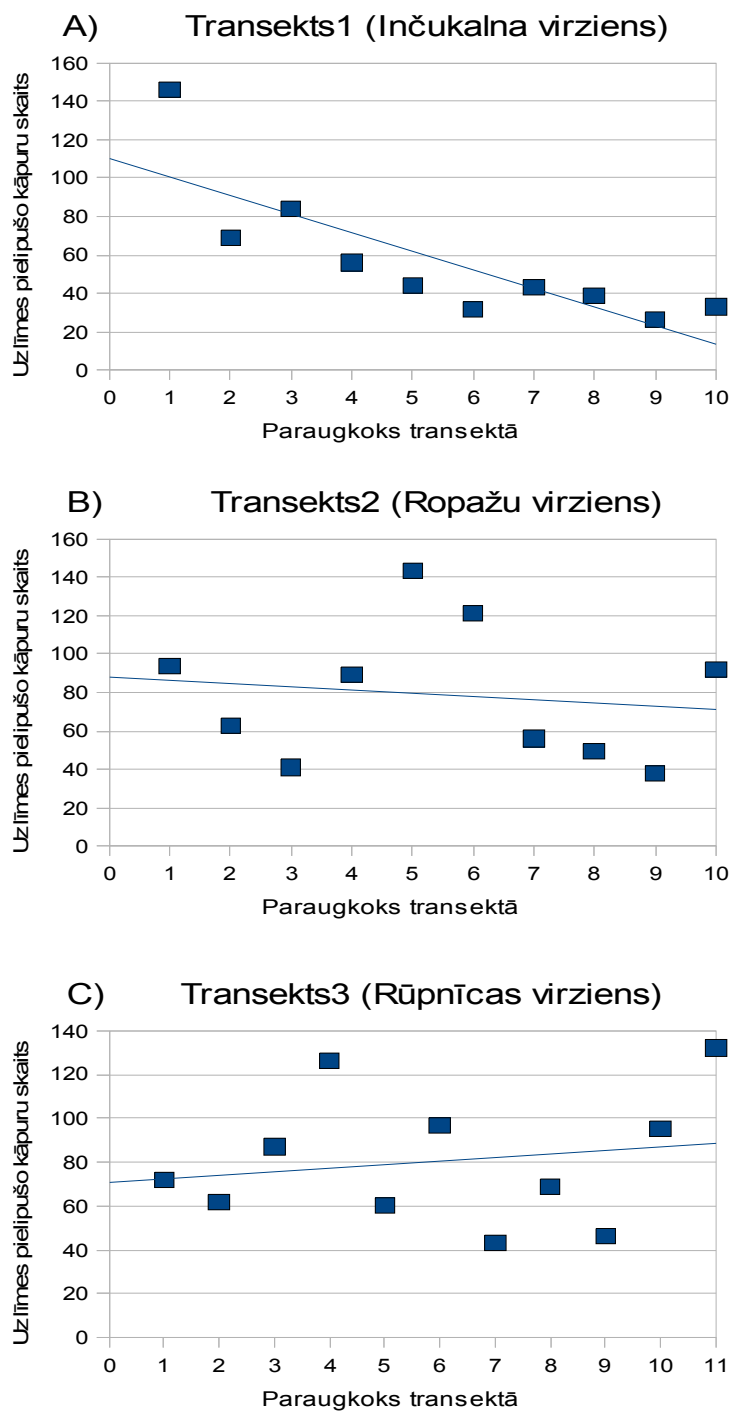 A) Transekts1 (Inčukalna virziens)
Uzlīmes pielipušo kāpuru skaits
160
140
120
100
80
60
40
20
0
0 1 2 3 4 5 6 7 8 9 10
Paraugkoks transektā
B) Transekts2 (Ropažu virziens)
Uzlīmes pielipušo kāpuru skaits
160
140
120
100
80
60
40
20
0
0 1 2 3 4 5 6 7 8 9 10
Paraugkoks transektā
C) Transekts3 (Rūpnīcas virziens)
Uzlīmes pielipušo kāpuru skaits
140
120
100
80
60
40
20
0
0 1 2 3 4 5 6 7 8 9 10 11
Paraugkoks transektā